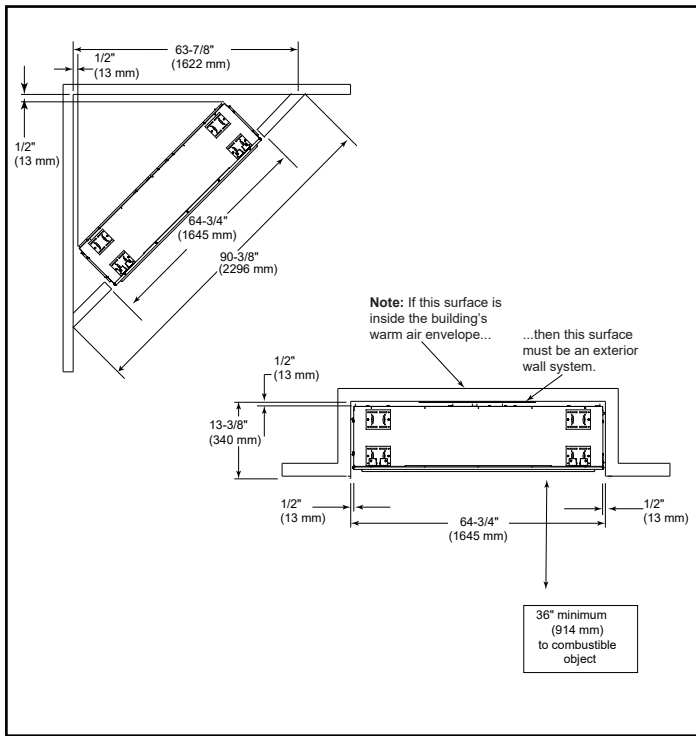 63-7/8"
(1622 mm)
1/2"
(13 mm)
1/2"
(13 mm)
64-3/4"
(1645 mm)
90-3/8"
(2296 mm)
Note: If this surface is
inside the building's
warm air envelope...
...then this surface
must be an exterior
wall system.
1/2"
(13 mm)
13-3/8"
(340 mm)
1/2"
(13 mm)
64-3/4"
(1645 mm)
1/2"
(13 mm)
36" minimum
(914 mm)
to combustible
object